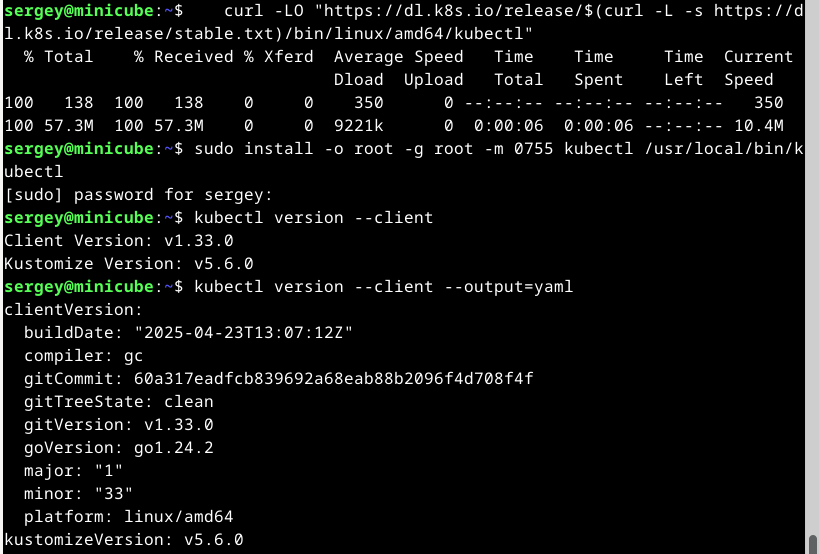 sergey@minicube:~$    curl -LO "https://dl.k8s.io/release/$(curl -L -s https://d
l.k8s.io/release/stable.txt)/bin/linux/amd64/kubectl"
  % Total    % Received % Xferd  Average Speed   Time    Time     Time  Current
                                 Dload  Upload   Total   Spent    Left  Speed
100   138  100   138    0     0    350      0 --:--:-- --:--:-- --:--:--   350
100 57.3M  100 57.3M    0     0  9221k      0  0:00:06  0:00:06 --:--:-- 10.4M
sergey@minicube:~$ sudo install -o root -g root -m 0755 kubectl /usr/local/bin/k
ubectl
[sudo] password for sergey:
sergey@minicube:~$ kubectl version --client
Client Version: v1.33.0
Kustomize Version: v5.6.0
sergey@minicube:~$ kubectl version --client --output=yaml
clientVersion:
  buildDate: "2025-04-23T13:07:12Z"
  compiler: gc
  gitCommit: 60a317eadfcb839692a68eab88b2096f4d708f4f
  gitTreeState: clean
  gitVersion: v1.33.0
  goVersion: go1.24.2
  major: "1"
  minor: "33"
  platform: linux/amd64
kustomizeVersion: v5.6.0